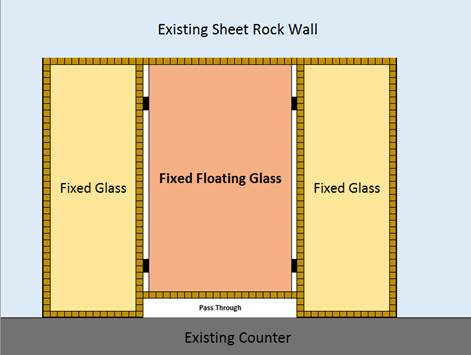 Existing Sheet Rock Wall
Fixed Glass
Fixed Floating Glass
Fixed Glass
Pass Through
Existing Counter